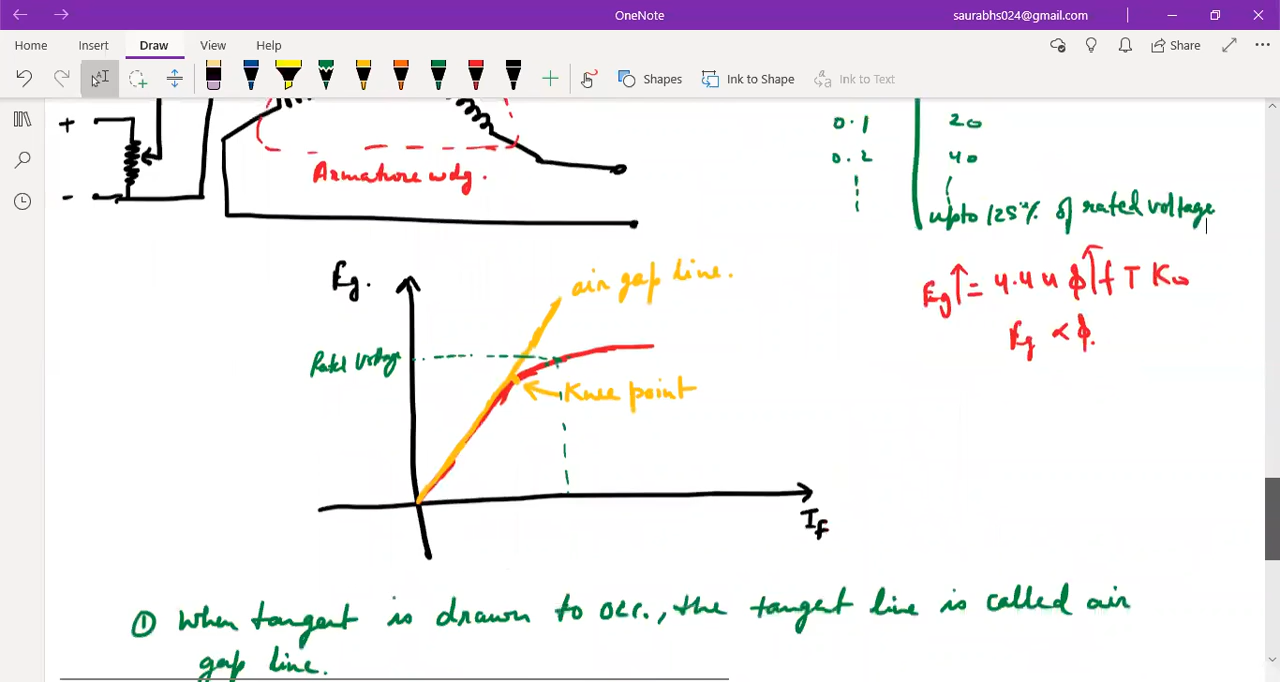 OneNote
saurabhs024@gmail.com
Home Insert Draw View Help
Share
Shapes
Ink to Shape
Ink to Text
+
-
Armature wdg.
0.1 20
0.2 40
upto 125% of rated voltage
Eg↑ = 4.44 ϕ↑ f T Kω
Eg ∝ ϕ.
Eg.
air gap line.
Rated voltage
Knee point
If
① When tangent is drawn to OCC., the tangent line is called air
gap line.